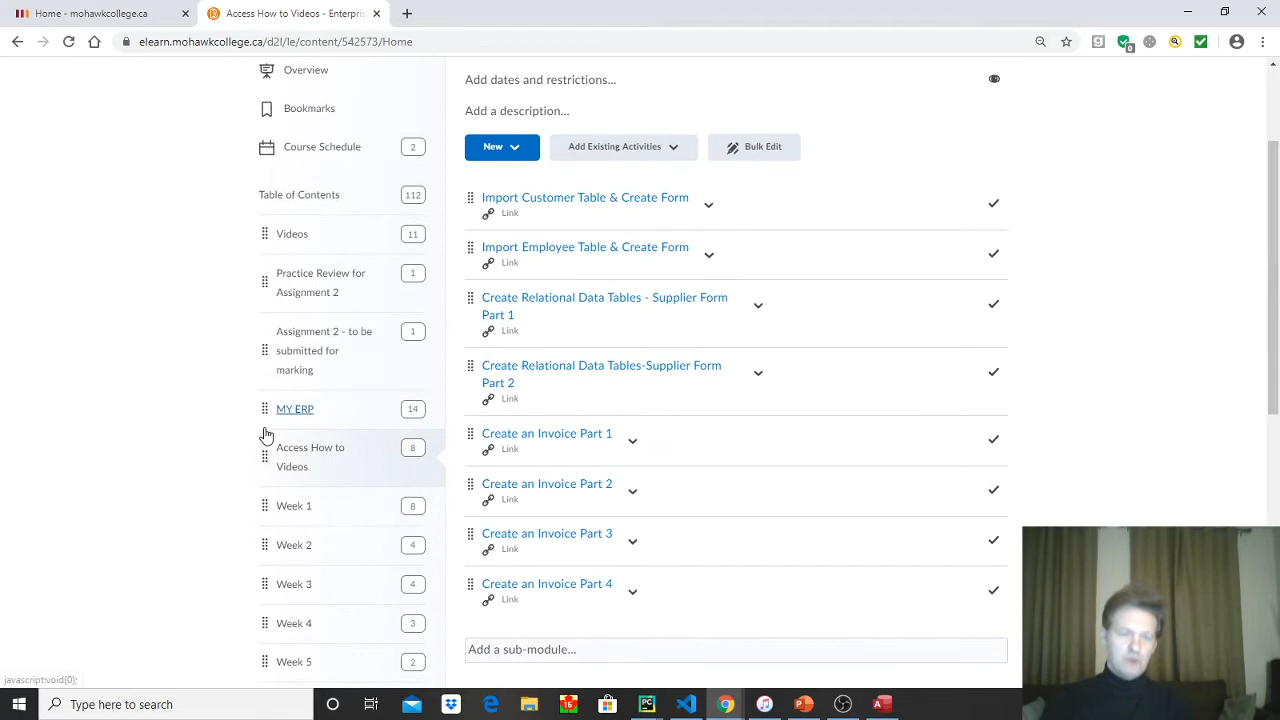 Home - mohawkcollege.ca
Access How to Videos - Enterpris
elearn.mohawkcollege.ca/d2l/le/content/542573/Home
0
Overview
Bookmarks
Course Schedule 2
Table of Contents 112
Videos 11
Practice Review for
Assignment 2
1
Assignment 2 - to be
submitted for
marking
1
MY ERP 14
Access How to
Videos
8
Week 1 8
Week 2 4
Week 3 4
Week 4 3
Week 5 2
Add dates and restrictions...
Add a description...
New
Add Existing Activities
Bulk Edit
Import Customer Table & Create Form
Link
Import Employee Table & Create Form
Link
Create Relational Data Tables - Supplier Form
Part 1
Link
Create Relational Data Tables-Supplier Form
Part 2
Link
Create an Invoice Part 1
Link
Create an Invoice Part 2
Link
Create an Invoice Part 3
Link
Create an Invoice Part 4
Link
Add a sub-module...
javascript:void(0);
Type here to search
16
PC